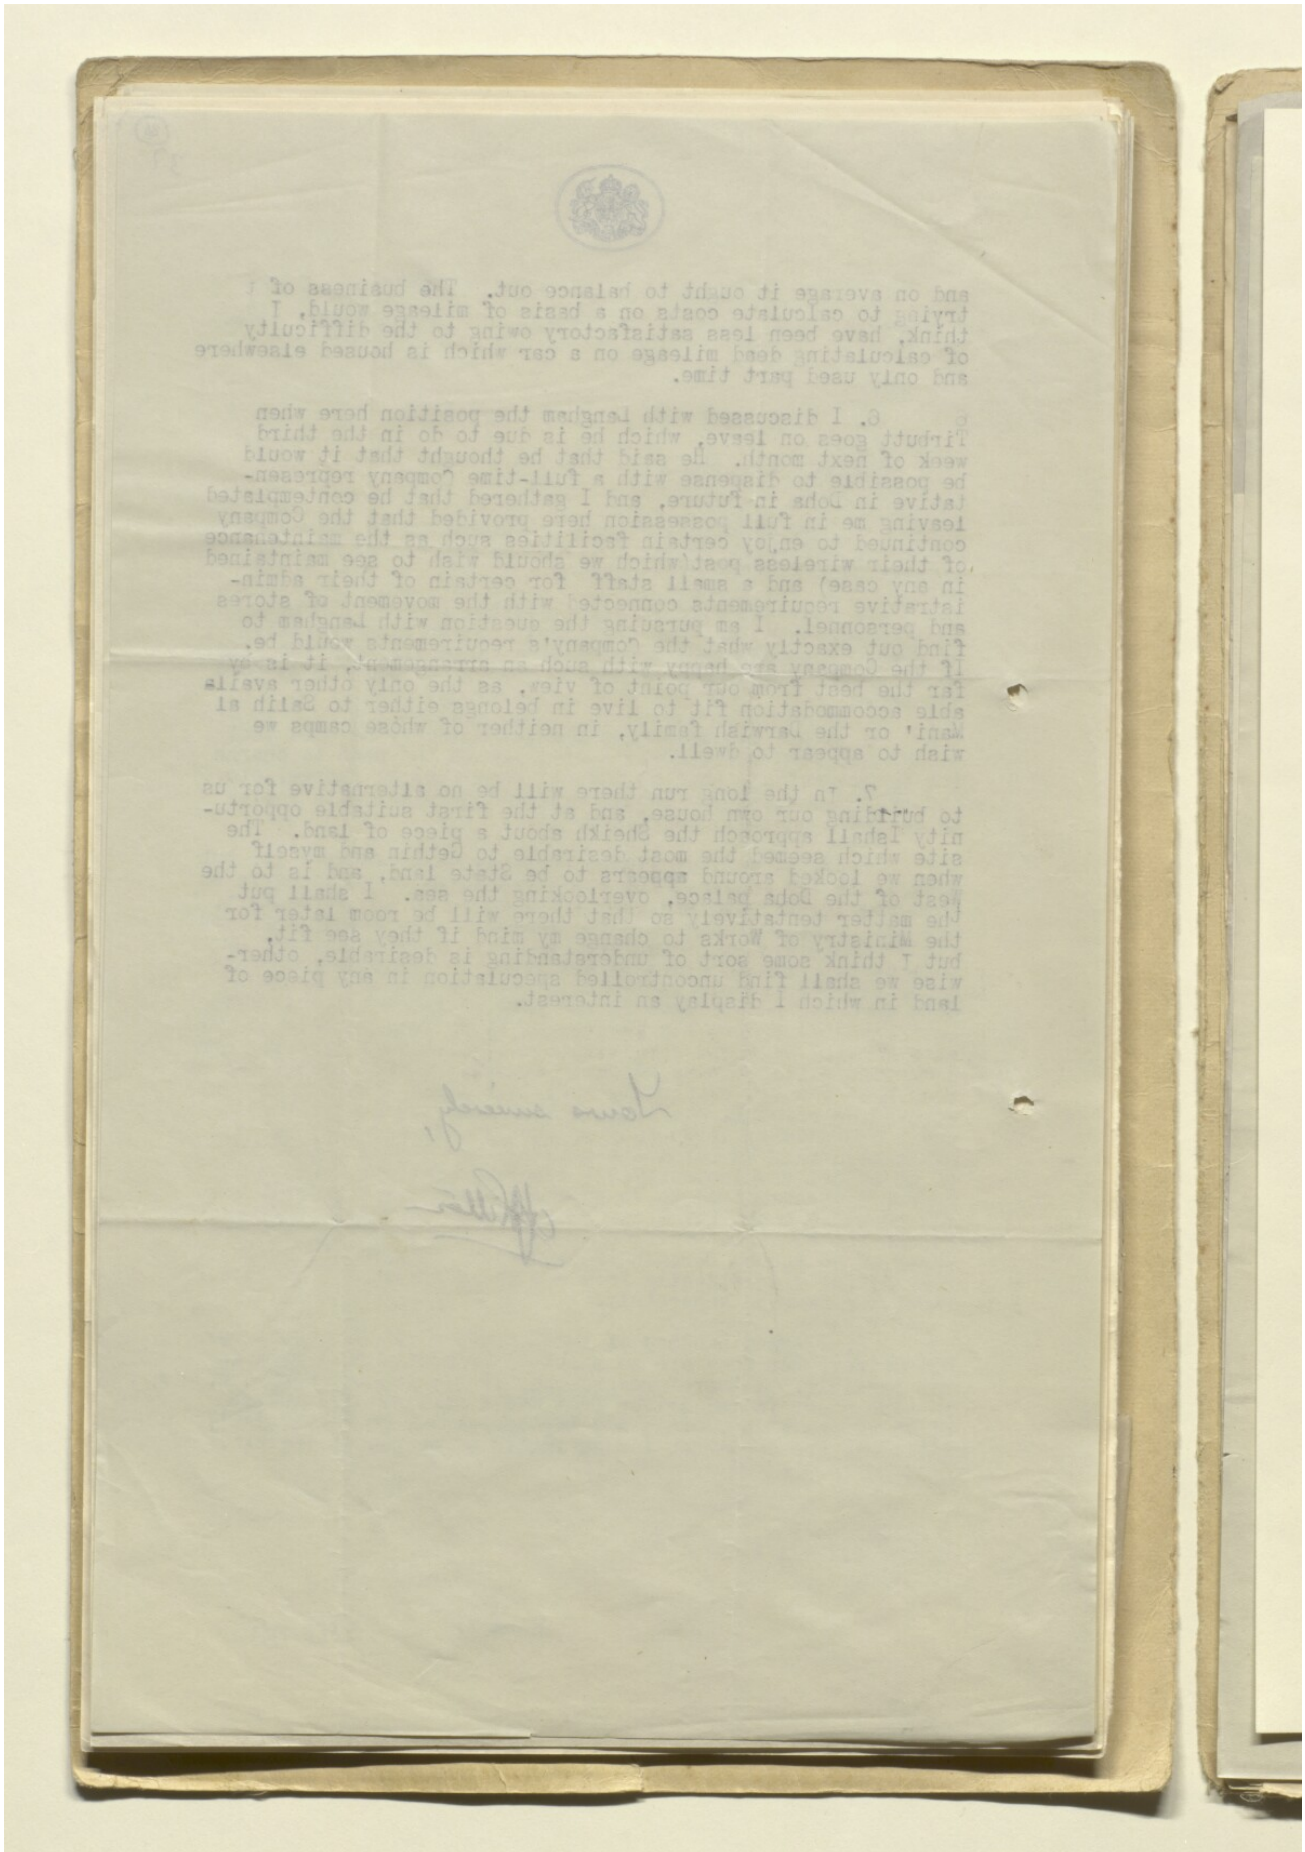 and on average it ought to balance out. The business of
trying to calculate costs on a basis of mileage would, I
think, have been less satisfactory owing to the difficulty
of calculating dead mileage on a car which is housed elsewhere
and only used part time.
6. I discussed with Langham the position here when
Tirbutt goes on leave, which he is due to do in the third
week of next month. He said that he thought that it would
be possible to dispense with a full-time Company represen-
tative in Doha in future, and I gathered that he contemplated
leaving me in full possession here provided that the Company
continued to enjoy certain facilities such as the maintenance
of their wireless post(which we should wish to see maintained
in any case) and a small staff for certain of their admin-
istrative requirements connected with the movement of stores
and personnel. I am pursuing the question with Langham to
find out exactly what the Company's requirements would be.
If the Company are happy with such an arrangement, it is by
far the best from our point of view, as the only other avail
able accommodation fit to live in belongs either to Salih al
Mani' or the Darwish family, in neither of whose camps we
wish to appear to dwell.
7. In the long run there will be no alternative for us
to building our own house, and at the first suitable opportu-
nity Ishall approach the Sheikh about a piece of land. The
site which seemed the most desirable to Gethin and myself
when we looked around appears to be State land, and is to the
West of the Doha palace, overlooking the sea. I shall put
the matter tentatively so that there will be room later for
the Ministry of Works to change my mind if they see fit,
but I think some sort of understanding is desirable, other-
wise we shall find uncontrolled speculation in any piece of
land in which I display an interest.
Yours sincerely,